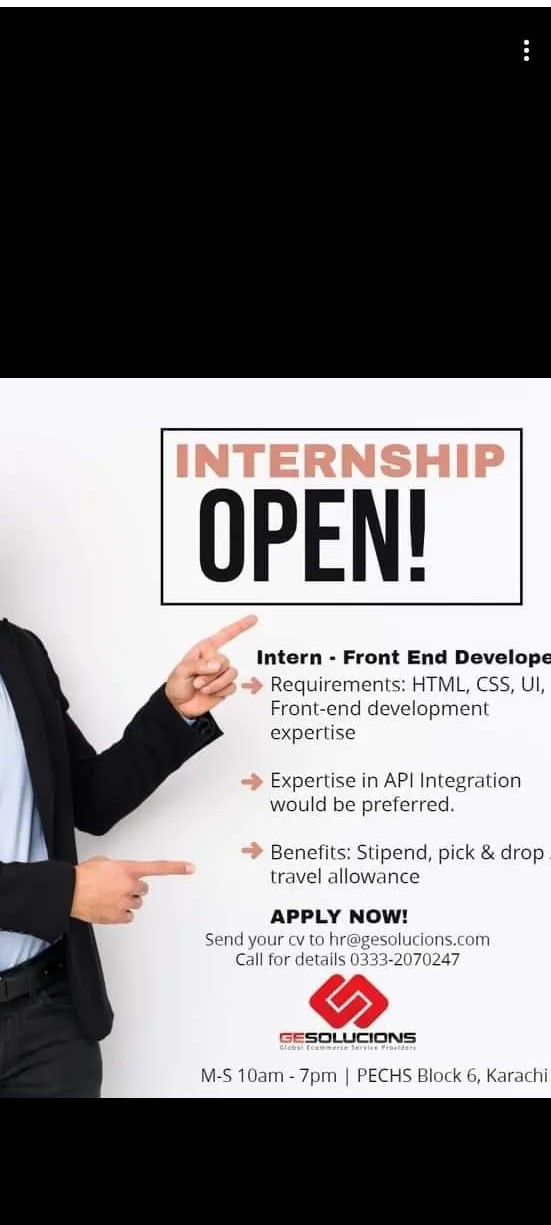 INTERNSHIP
OPEN!
Intern - Front End Develope
Requirements: HTML, CSS, UI,
Front-end development
expertise
Expertise in API Integration
would be preferred.
Benefits: Stipend, pick & drop
travel allowance
APPLY NOW!
Send your cv to hr@gesolucions.com
Call for details 0333-2070247
GESOLUCIONS
Global Ecommerce Service Providers
M-S 10am - 7pm | PECHS Block 6, Karachi